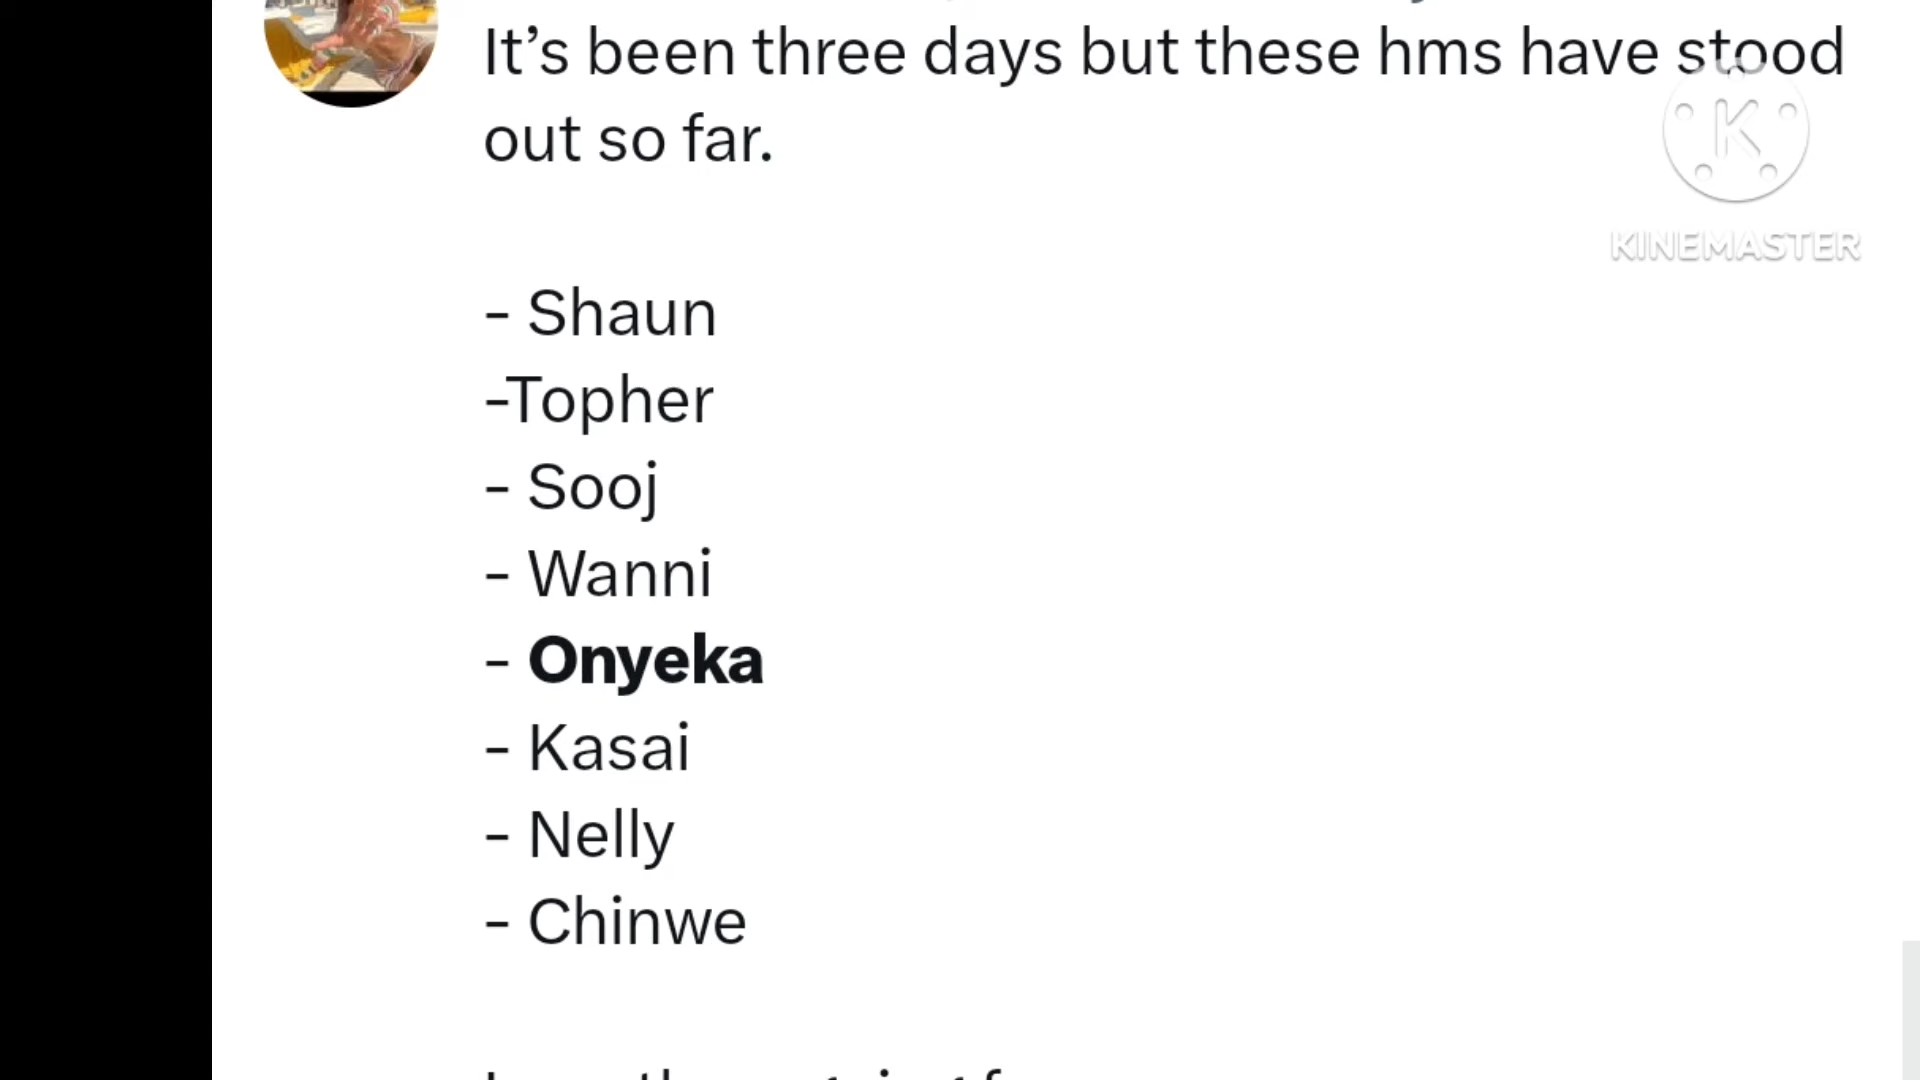 It’s been three days but these hms have stood
out so far.
K
KINEMASTER
- Shaun
-Topher
- Sooj
- Wanni
- Onyeka
- Kasai
- Nelly
- Chinwe